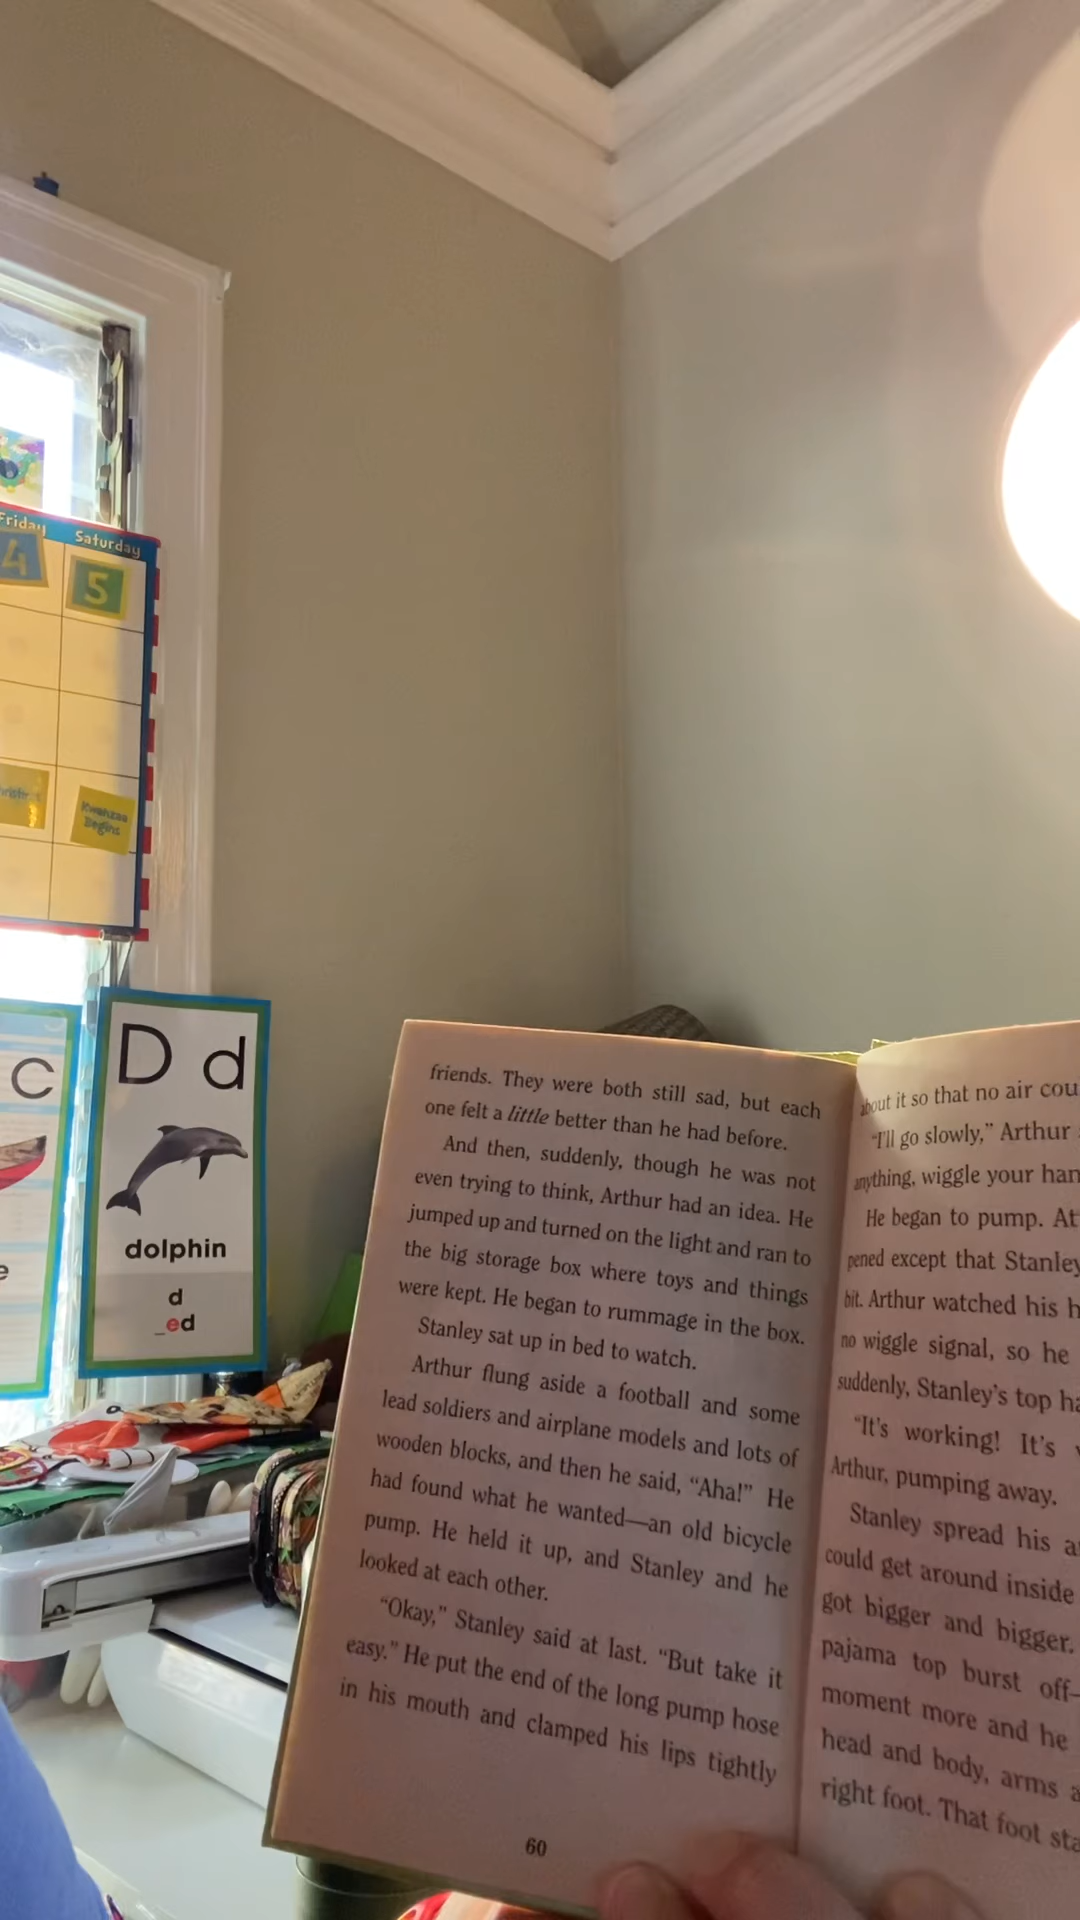 Friday Saturday
4 5
Kwanzaa
Begins
c
e
D d
dolphin
d
_ed
friends. They were both still sad, but each
one felt a little better than he had before.
And then, suddenly, though he was not
even trying to think, Arthur had an idea. He
jumped up and turned on the light and ran to
the big storage box where toys and things
were kept. He began to rummage in the box.
Stanley sat up in bed to watch.
Arthur flung aside a football and some
lead soldiers and airplane models and lots of
wooden blocks, and then he said, “Aha!” He
had found what he wanted—an old bicycle
pump. He held it up, and Stanley and he
looked at each other.
“Okay,” Stanley said at last. “But take it
easy.” He put the end of the long pump hose
in his mouth and clamped his lips tightly
60
about it so that no air cou
“I’ll go slowly,” Arthur
anything, wiggle your han
He began to pump. At
pened except that Stanley
bit. Arthur watched his h
no wiggle signal, so he
suddenly, Stanley’s top ha
“It’s working! It’s
Arthur, pumping away.
Stanley spread his a
could get around inside
got bigger and bigger.
pajama top burst off—
moment more and he
head and body, arms a
right foot. That foot sta